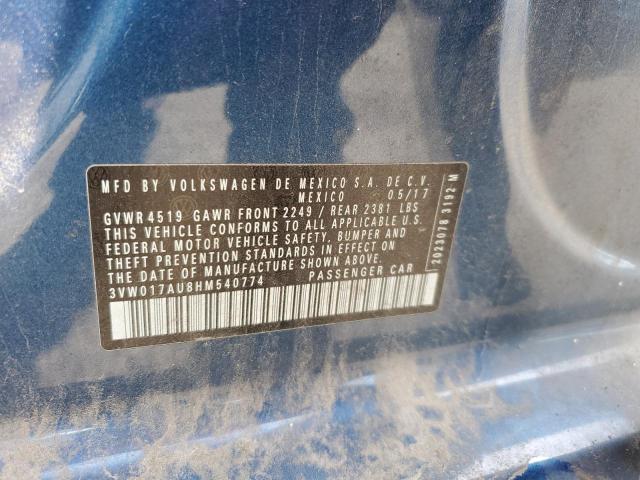 MFD BY VOLKSWAGEN DE MEXICO S.A. DE C.V.
MEXICO 05/17
GVWR 4519 GAWR FRONT 2249 / REAR 2381 LBS
THIS VEHICLE CONFORMS TO ALL APPLICABLE U.S.
FEDERAL MOTOR VEHICLE SAFETY, BUMPER AND
THEFT PREVENTION STANDARDS IN EFFECT ON
THE DATE OF MANUFACTURE SHOWN ABOVE.
3VW017AU8HM540774 PASSENGER CAR
2023076 3192-M